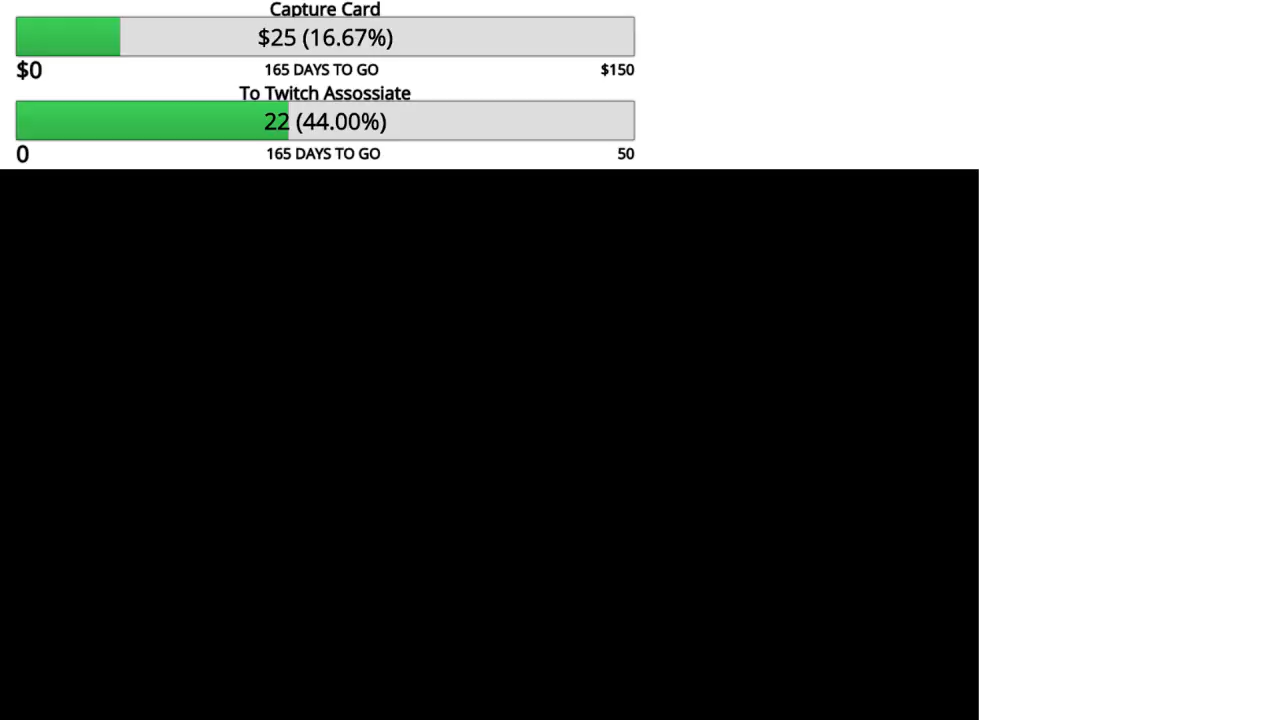 Capture Card
$25 (16.67%)
$0 165 DAYS TO GO $150
To Twitch Assossiate
22 (44.00%)
0 165 DAYS TO GO 50